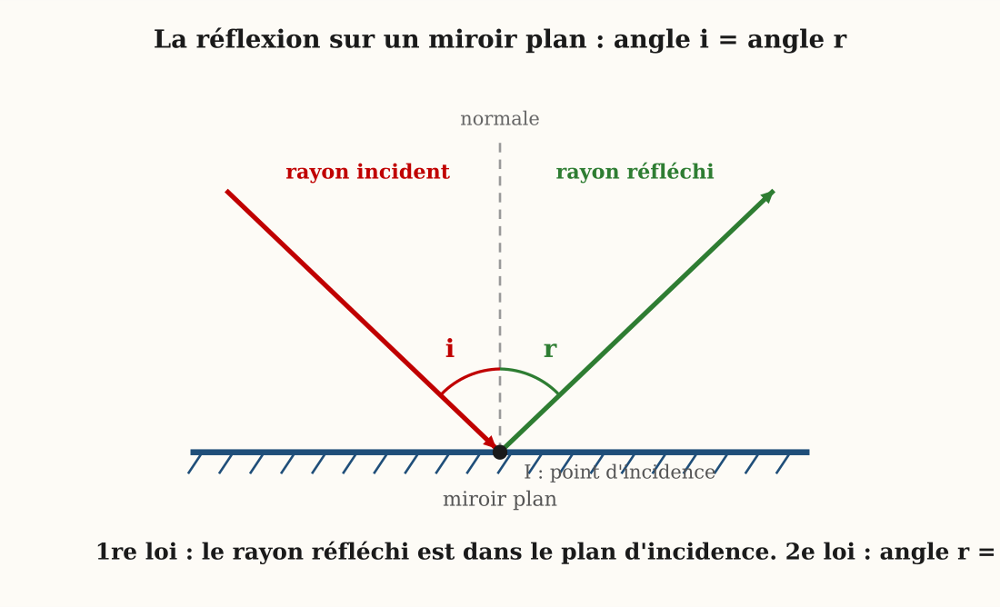 La réflexion sur un miroir plan : angle i = angle r
normale
rayon incident
rayon réfléchi
i
r
I : point d'incidence
miroir plan
1re loi : le rayon réfléchi est dans le plan d'incidence. 2e loi : angle r =